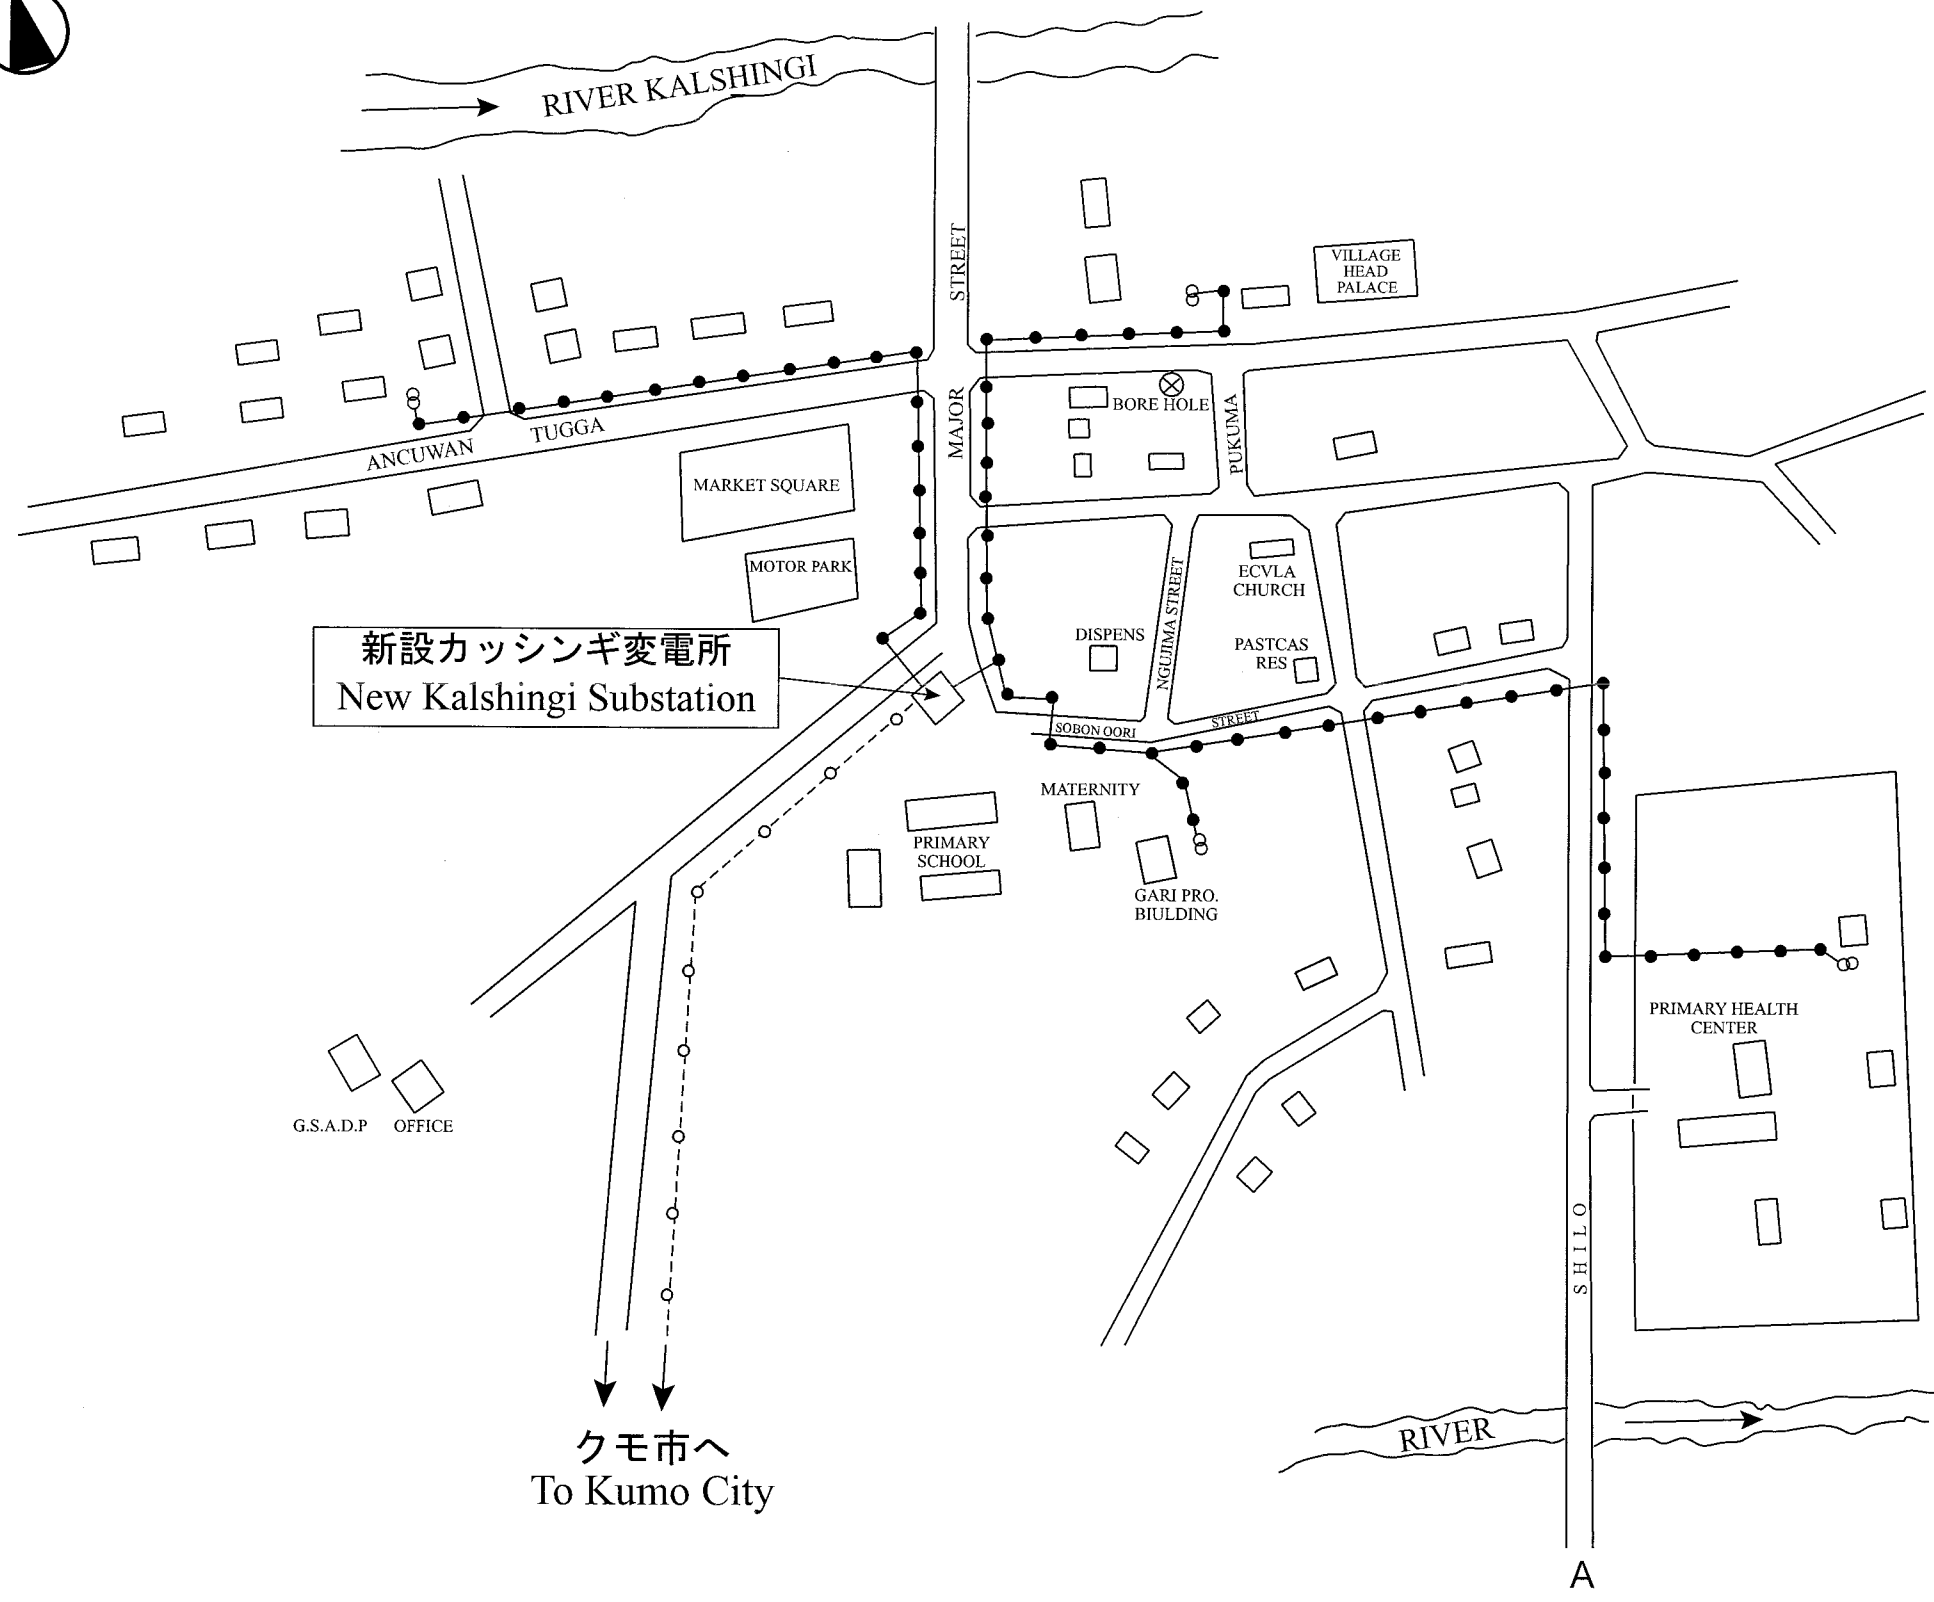 RIVER KALSHINGI
STREET
VILLAGE
HEAD
PALACE
MAJOR
BORE HOLE
PUKUMA
ANCUWAN TUGGA
MARKET SQUARE
MOTOR PARK
ECVLA
CHURCH
NGUJIMA STREET
DISPENS
PASTCAS
RES
新設カッシンギ変電所
New Kalshingi Substation
SOBON OORI STREET
MATERNITY
PRIMARY
SCHOOL
GARI PRO.
BIULDING
PRIMARY HEALTH
CENTER
G.S.A.D.P OFFICE
SHILO
RIVER
クモ市へ
To Kumo City
A